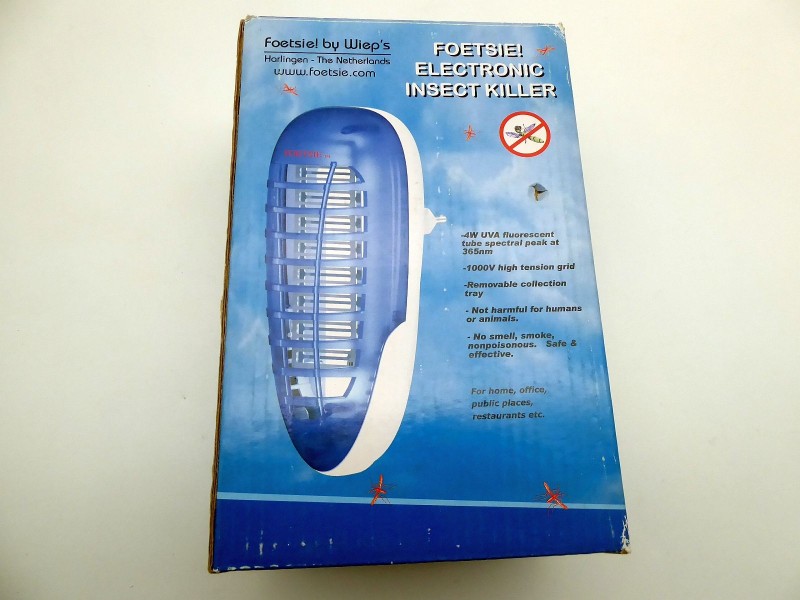 Foetsie! by Wiep's
Harlingen - The Netherlands
www.foetsie.com
FOETSIE!
ELECTRONIC
INSECT KILLER
-4W UVA fluorescent
tube spectral peak at
365nm
-1000V high tension grid
-Removable collection
tray
- Not harmful for humans
or animals.
- No smell, smoke,
nonpoisonous. Safe &
effective.
For home, office,
public places,
restaurants etc.